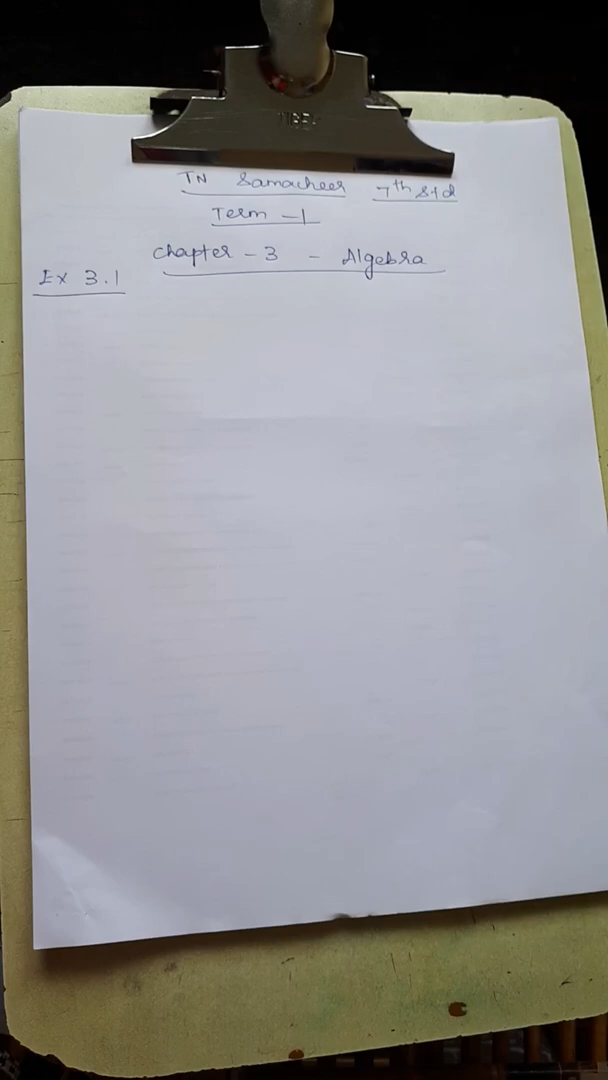 TN Samacheer 7th Std
Term - 1
Chapter - 3 - Algebra
Ex 3.1